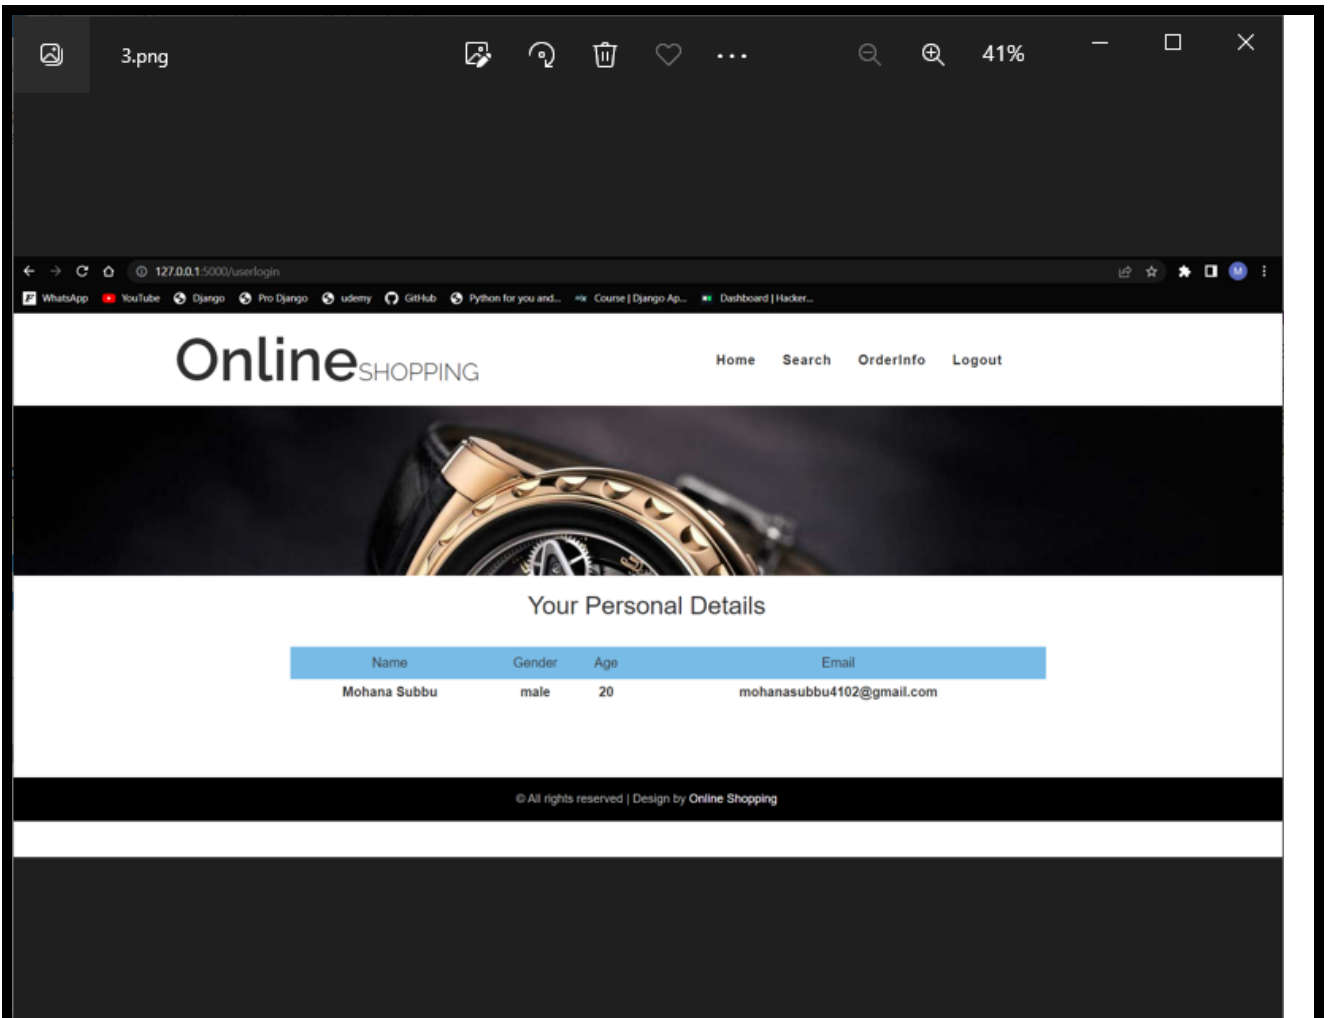 3.png
41%
127.0.0.1:5000/userlogin
M
WhatsApp YouTube Django Pro Django udemy GitHub Python for you and... Course | Django Ap... Dashboard | Hacker...
OnlineSHOPPING
Home Search OrderInfo Logout
Your Personal Details
Name Gender Age Email
Mohana Subbu male 20 mohanasubbu4102@gmail.com
© All rights reserved | Design by Online Shopping